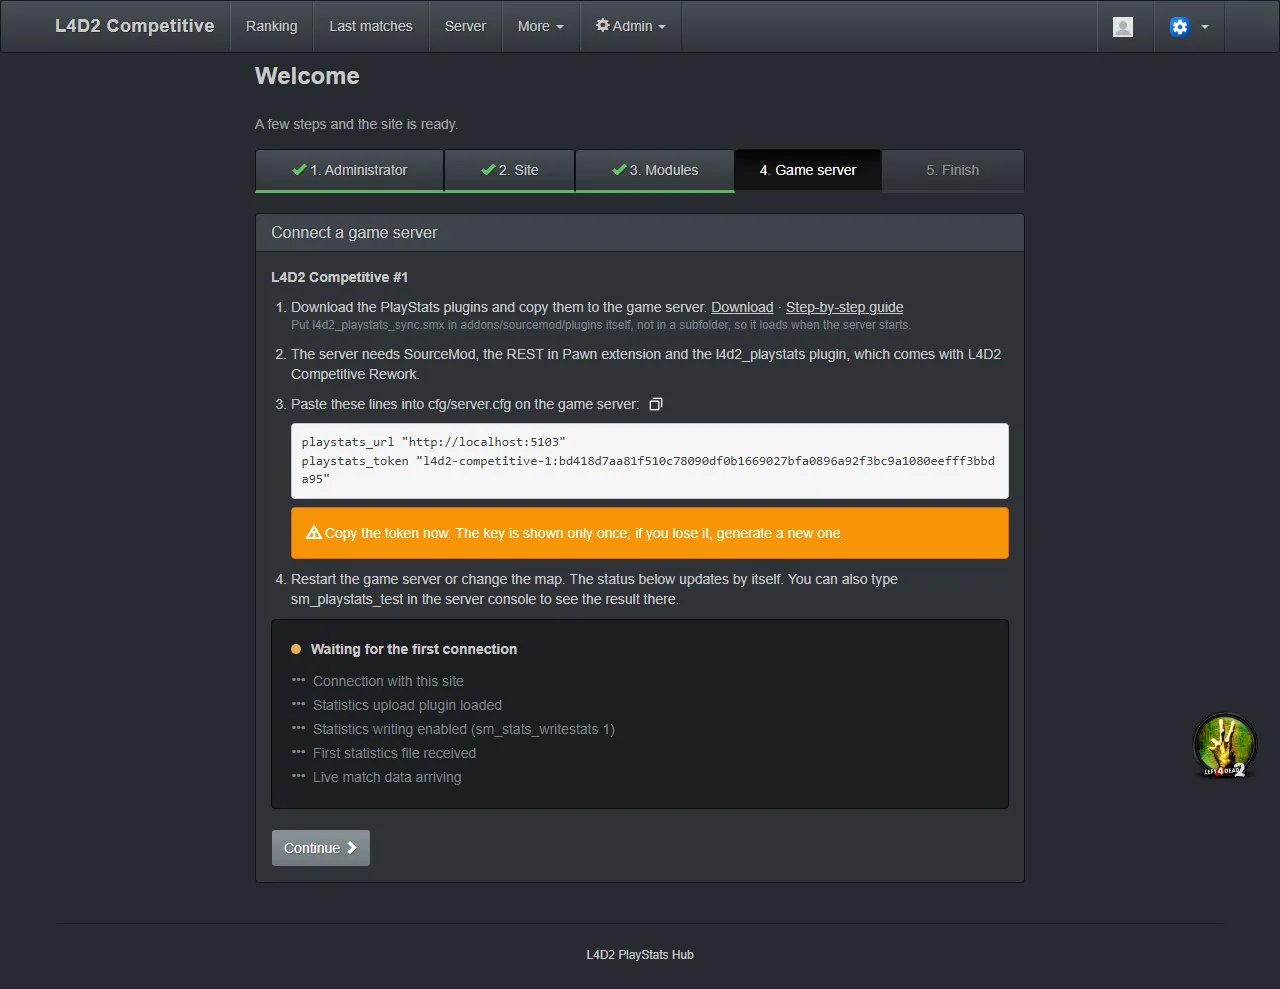 L4D2 Competitive
Ranking
Last matches
Server
More
Admin
Welcome
A few steps and the site is ready.
1. Administrator
2. Site
3. Modules
4. Game server
5. Finish
Connect a game server
L4D2 Competitive #1
1. Download the PlayStats plugins and copy them to the game server. Download · Step-by-step guide
Put l4d2_playstats_sync.smx in addons/sourcemod/plugins itself, not in a subfolder, so it loads when the server starts.
2. The server needs SourceMod, the REST in Pawn extension and the l4d2_playstats plugin, which comes with L4D2
Competitive Rework.
3. Paste these lines into cfg/server.cfg on the game server:
playstats_url "http://localhost:5103"
playstats_token "l4d2-competitive-1:bd418d7aa81f510c78090df0b1669027bfa0896a92f3bc9a1080eefff3bbd
a95"
Copy the token now. The key is shown only once; if you lose it, generate a new one.
4. Restart the game server or change the map. The status below updates by itself. You can also type
sm_playstats_test in the server console to see the result there.
Waiting for the first connection
Connection with this site
Statistics upload plugin loaded
Statistics writing enabled (sm_stats_writestats 1)
First statistics file received
Live match data arriving
LEFT 4 DEAD 2
Continue
L4D2 PlayStats Hub